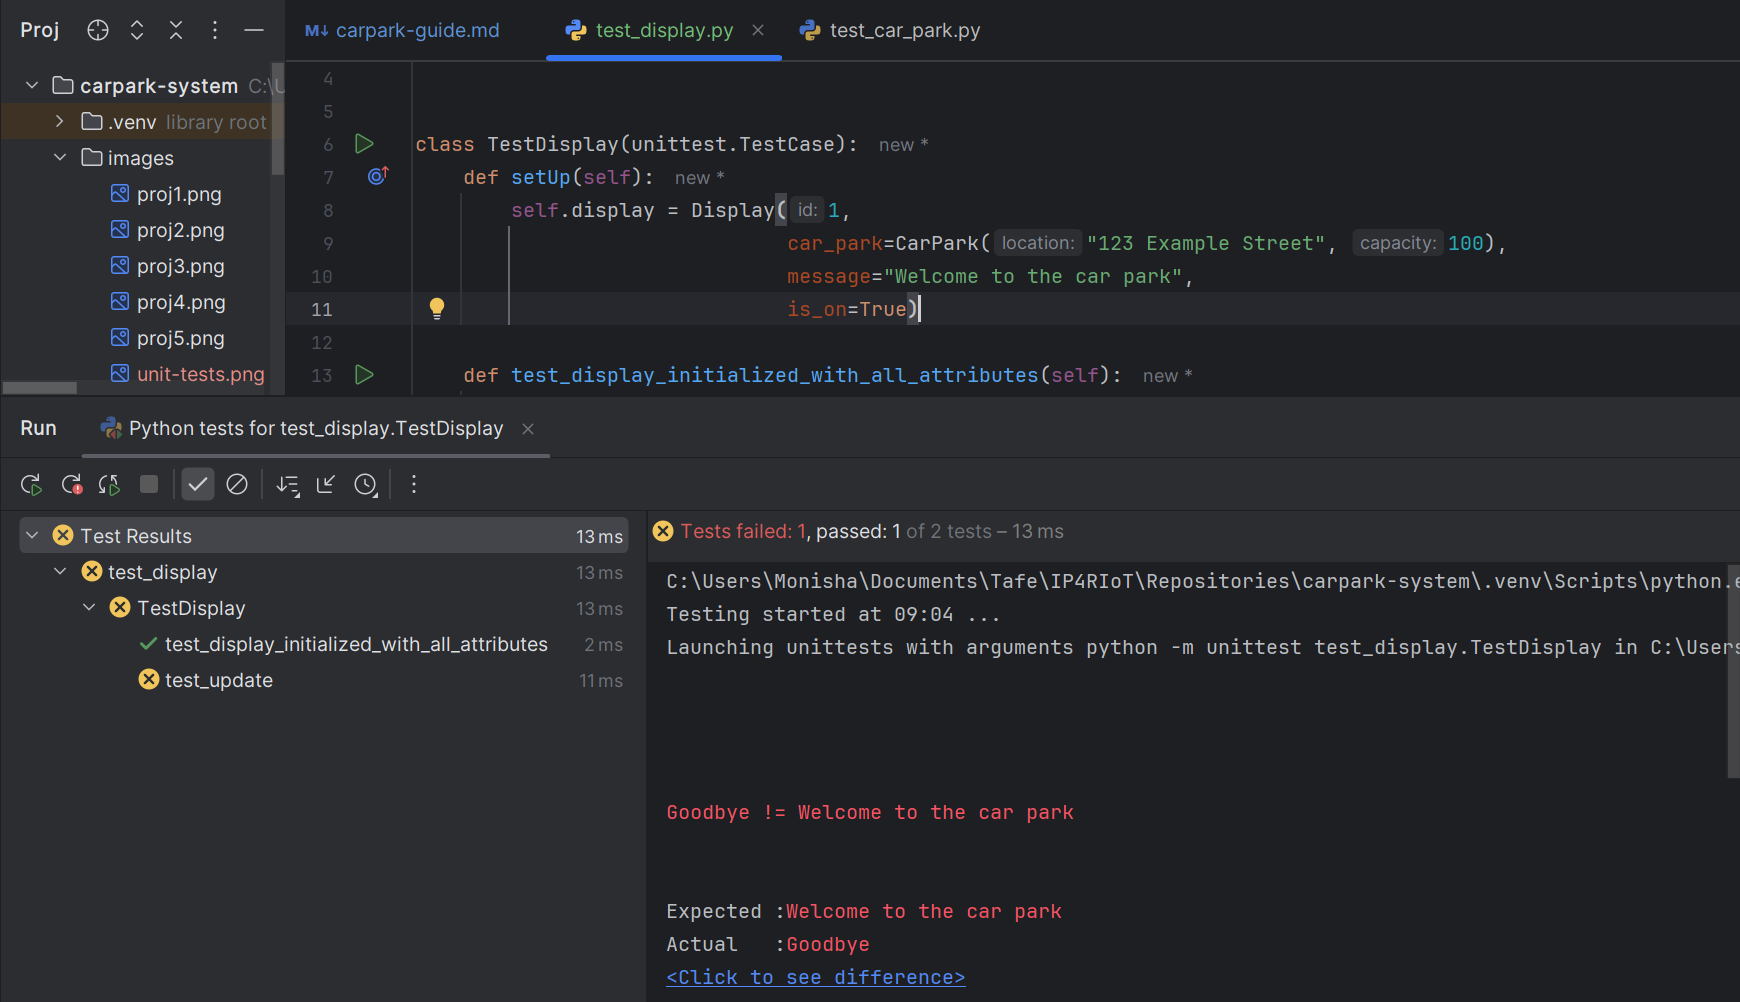 Proj
M↓ carpark-guide.md
test_display.py
test_car_park.py
carpark-system C:\U
.venv library root
images
proj1.png
proj2.png
proj3.png
proj4.png
proj5.png
unit-tests.png
4
5
6 class TestDisplay(unittest.TestCase): new *
7 def setUp(self): new *
8 self.display = Display( id: 1,
9 car_park=CarPark( location: "123 Example Street", capacity: 100),
10 message="Welcome to the car park",
11 is_on=True)
12
13 def test_display_initialized_with_all_attributes(self): new *
Run
Python tests for test_display.TestDisplay
Test Results 13 ms
test_display 13 ms
TestDisplay 13 ms
test_display_initialized_with_all_attributes 2 ms
test_update 11 ms
Tests failed: 1, passed: 1 of 2 tests – 13 ms
C:\Users\Monisha\Documents\Tafe\IP4RIoT\Repositories\carpark-system\.venv\Scripts\python.e
Testing started at 09:04 ...
Launching unittests with arguments python -m unittest test_display.TestDisplay in C:\Users
Goodbye != Welcome to the car park
Expected :Welcome to the car park
Actual   :Goodbye
<Click to see difference>